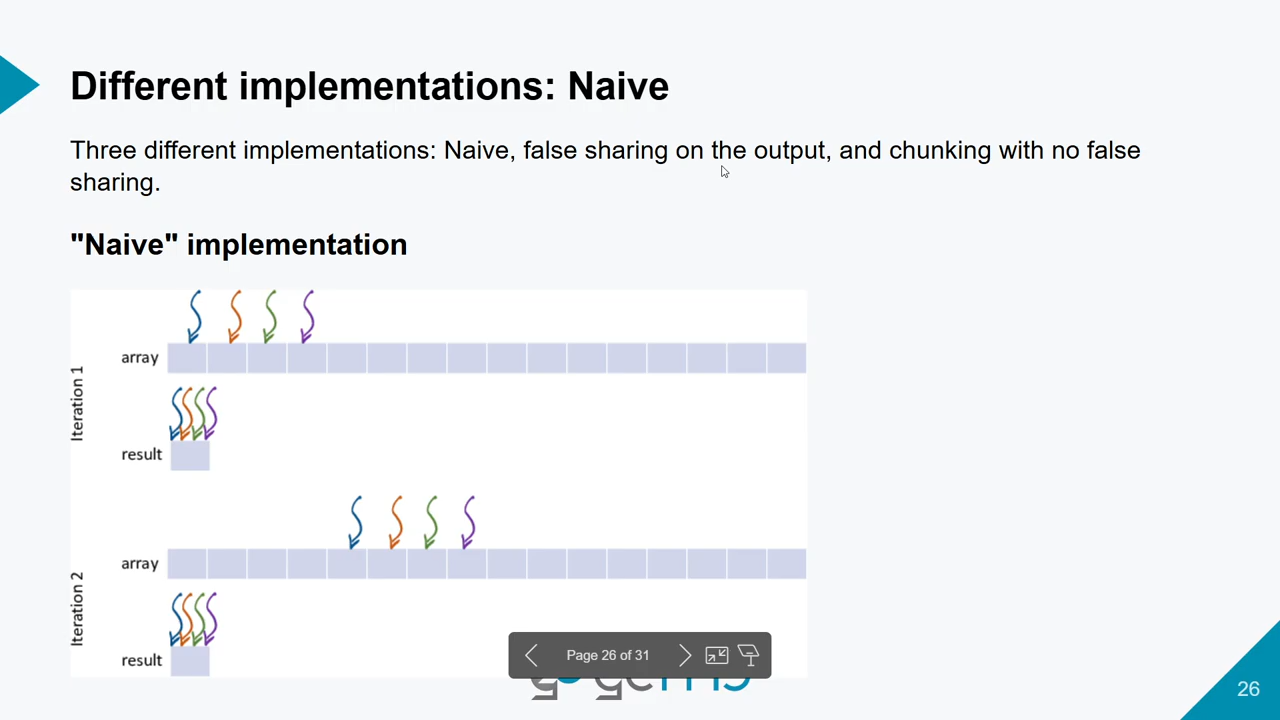 Different implementations: Naive
Three different implementations: Naive, false sharing on the output, and chunking with no false
sharing.
"Naive" implementation
Iteration 1
array
result
Iteration 2
array
result
Page 26 of 31
26